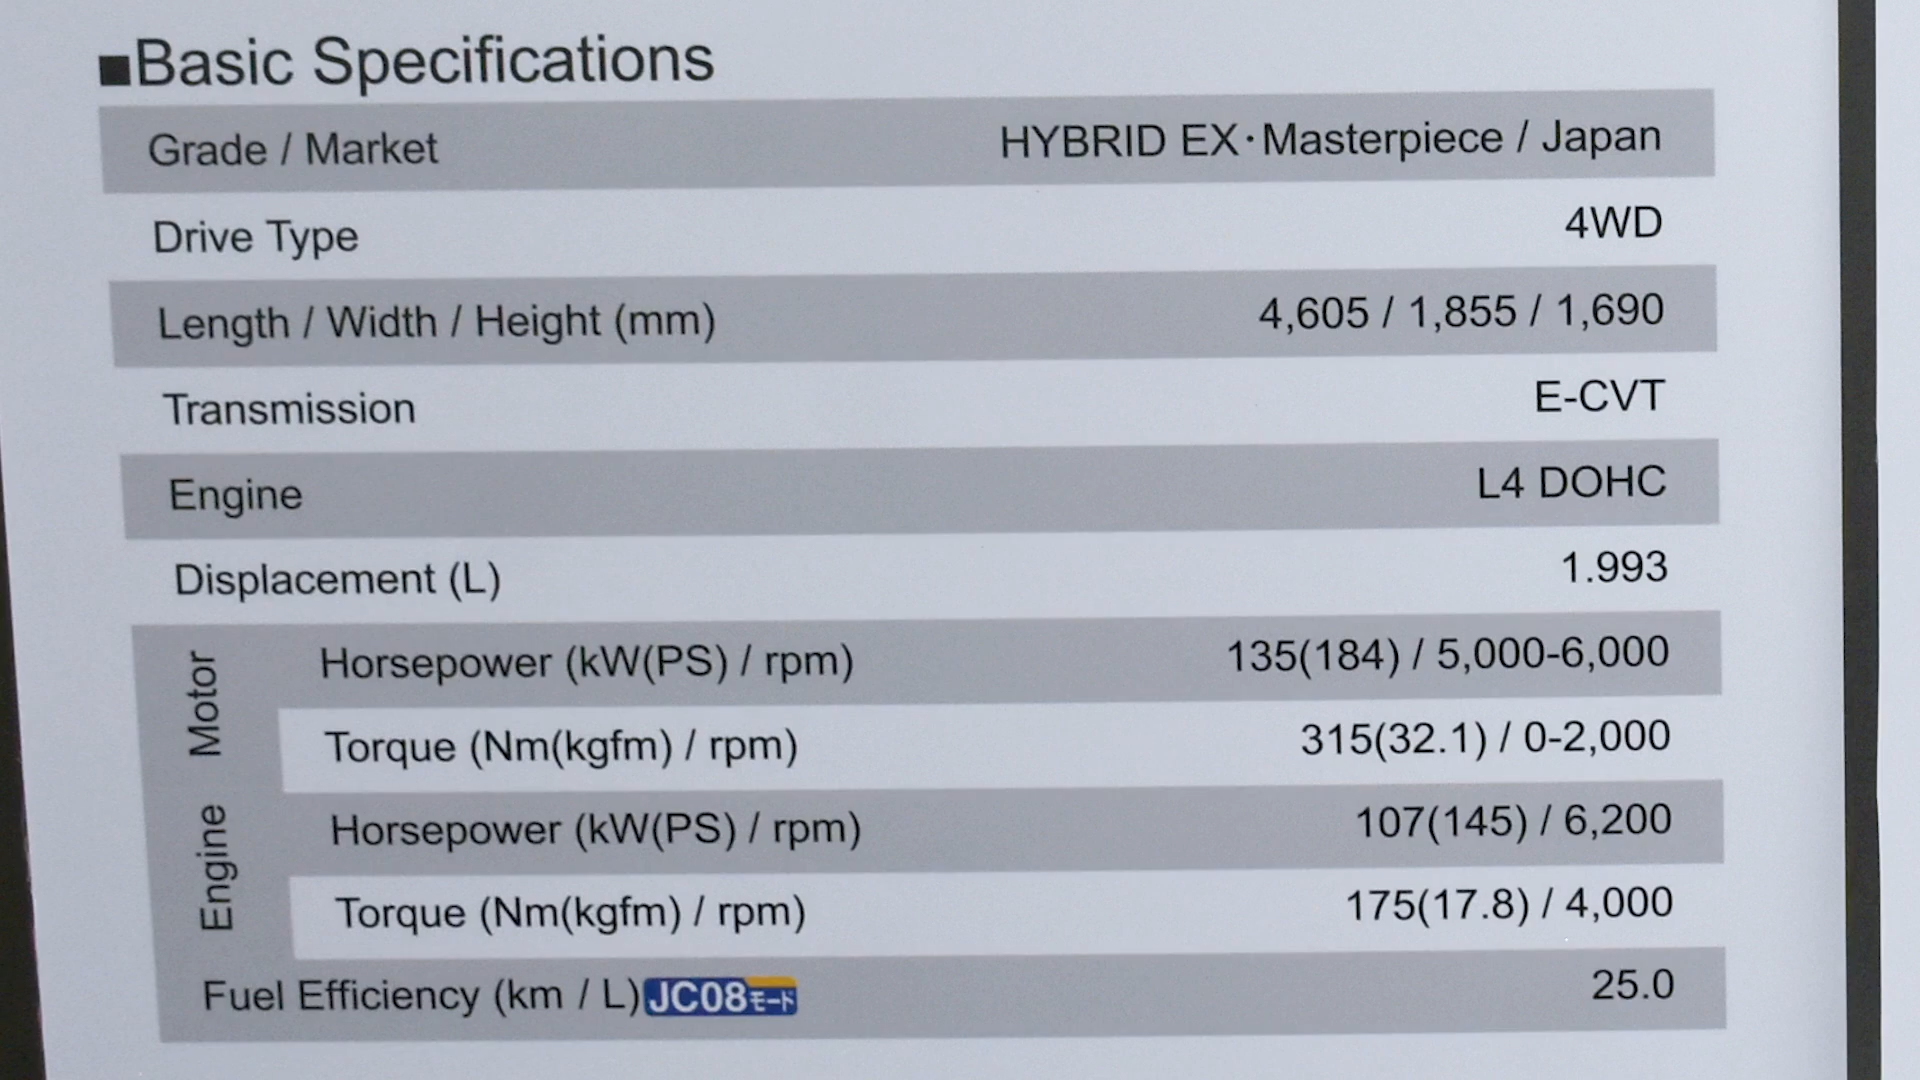 ■Basic Specifications
Grade / Market HYBRID EX・Masterpiece / Japan
Drive Type 4WD
Length / Width / Height (mm) 4,605 / 1,855 / 1,690
Transmission E-CVT
Engine L4 DOHC
Displacement (L) 1.993
Motor
Horsepower (kW(PS) / rpm) 135(184) / 5,000-6,000
Torque (Nm(kgfm) / rpm) 315(32.1) / 0-2,000
Engine
Horsepower (kW(PS) / rpm) 107(145) / 6,200
Torque (Nm(kgfm) / rpm) 175(17.8) / 4,000
Fuel Efficiency (km / L) JC08モード 25.0